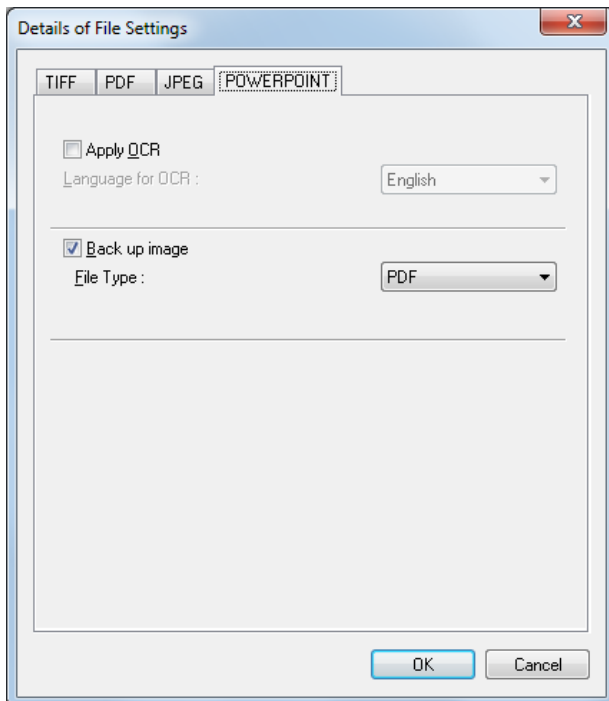 Details of File Settings
TIFF PDF JPEG POWERPOINT
Apply OCR
Language for OCR : English
Back up image
File Type : PDF
OK Cancel